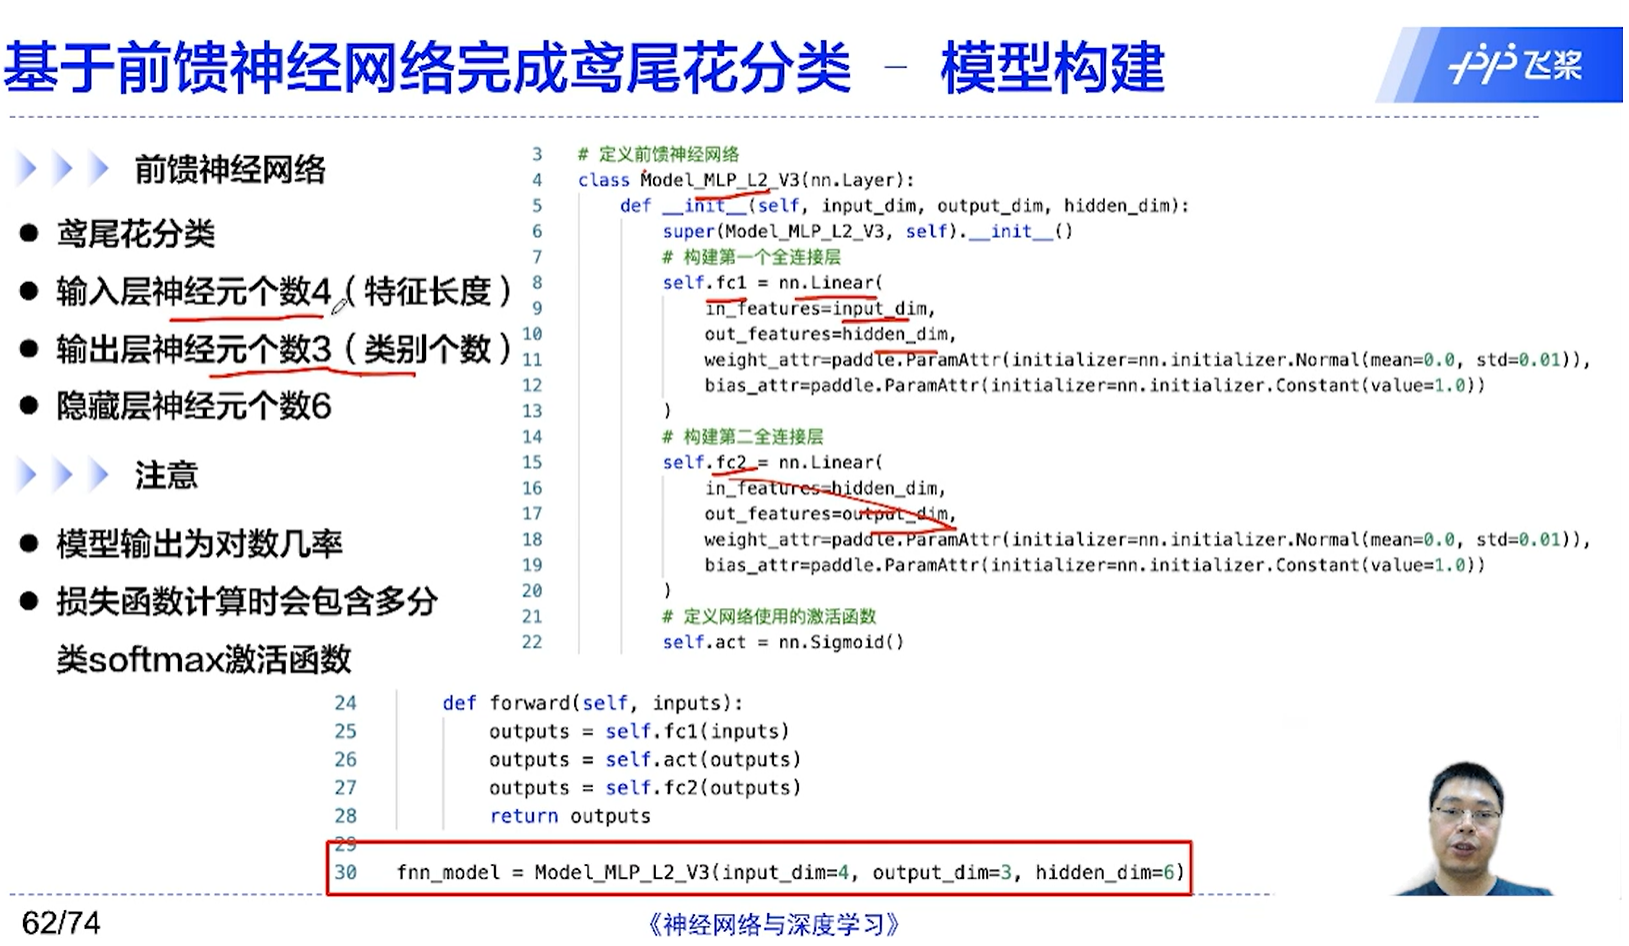 基于前馈神经网络完成鸢尾花分类 - 模型构建
飞桨
前馈神经网络
鸢尾花分类
输入层神经元个数4（特征长度）
输出层神经元个数3（类别个数）
隐藏层神经元个数6
注意
模型输出为对数几率
损失函数计算时会包含多分
类softmax激活函数
3 # 定义前馈神经网络
4 class Model_MLP_L2_V3(nn.Layer):
5 def __init__(self, input_dim, output_dim, hidden_dim):
6 super(Model_MLP_L2_V3, self).__init__()
7 # 构建第一个全连接层
8 self.fc1 = nn.Linear(
9 in_features=input_dim,
10 out_features=hidden_dim,
11 weight_attr=paddle.ParamAttr(initializer=nn.initializer.Normal(mean=0.0, std=0.01)),
12 bias_attr=paddle.ParamAttr(initializer=nn.initializer.Constant(value=1.0))
13 )
14 # 构建第二全连接层
15 self.fc2 = nn.Linear(
16 in_features=hidden_dim,
17 out_features=output_dim,
18 weight_attr=paddle.ParamAttr(initializer=nn.initializer.Normal(mean=0.0, std=0.01)),
19 bias_attr=paddle.ParamAttr(initializer=nn.initializer.Constant(value=1.0))
20 )
21 # 定义网络使用的激活函数
22 self.act = nn.Sigmoid()
24 def forward(self, inputs):
25 outputs = self.fc1(inputs)
26 outputs = self.act(outputs)
27 outputs = self.fc2(outputs)
28 return outputs
29
30 fnn_model = Model_MLP_L2_V3(input_dim=4, output_dim=3, hidden_dim=6)
62/74
《神经网络与深度学习》